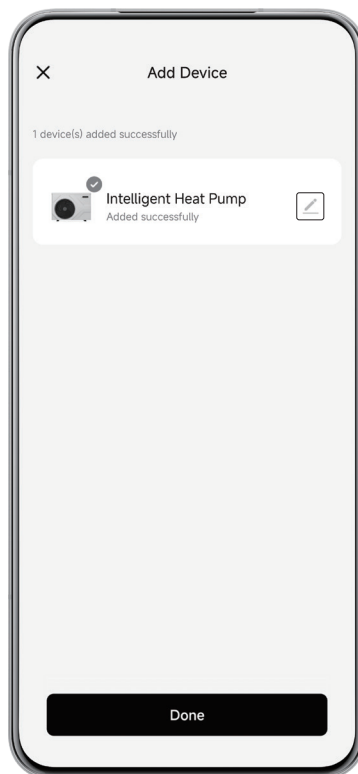 Add Device
1 device(s) added successfully
Intelligent Heat Pump
Added successfully
Done